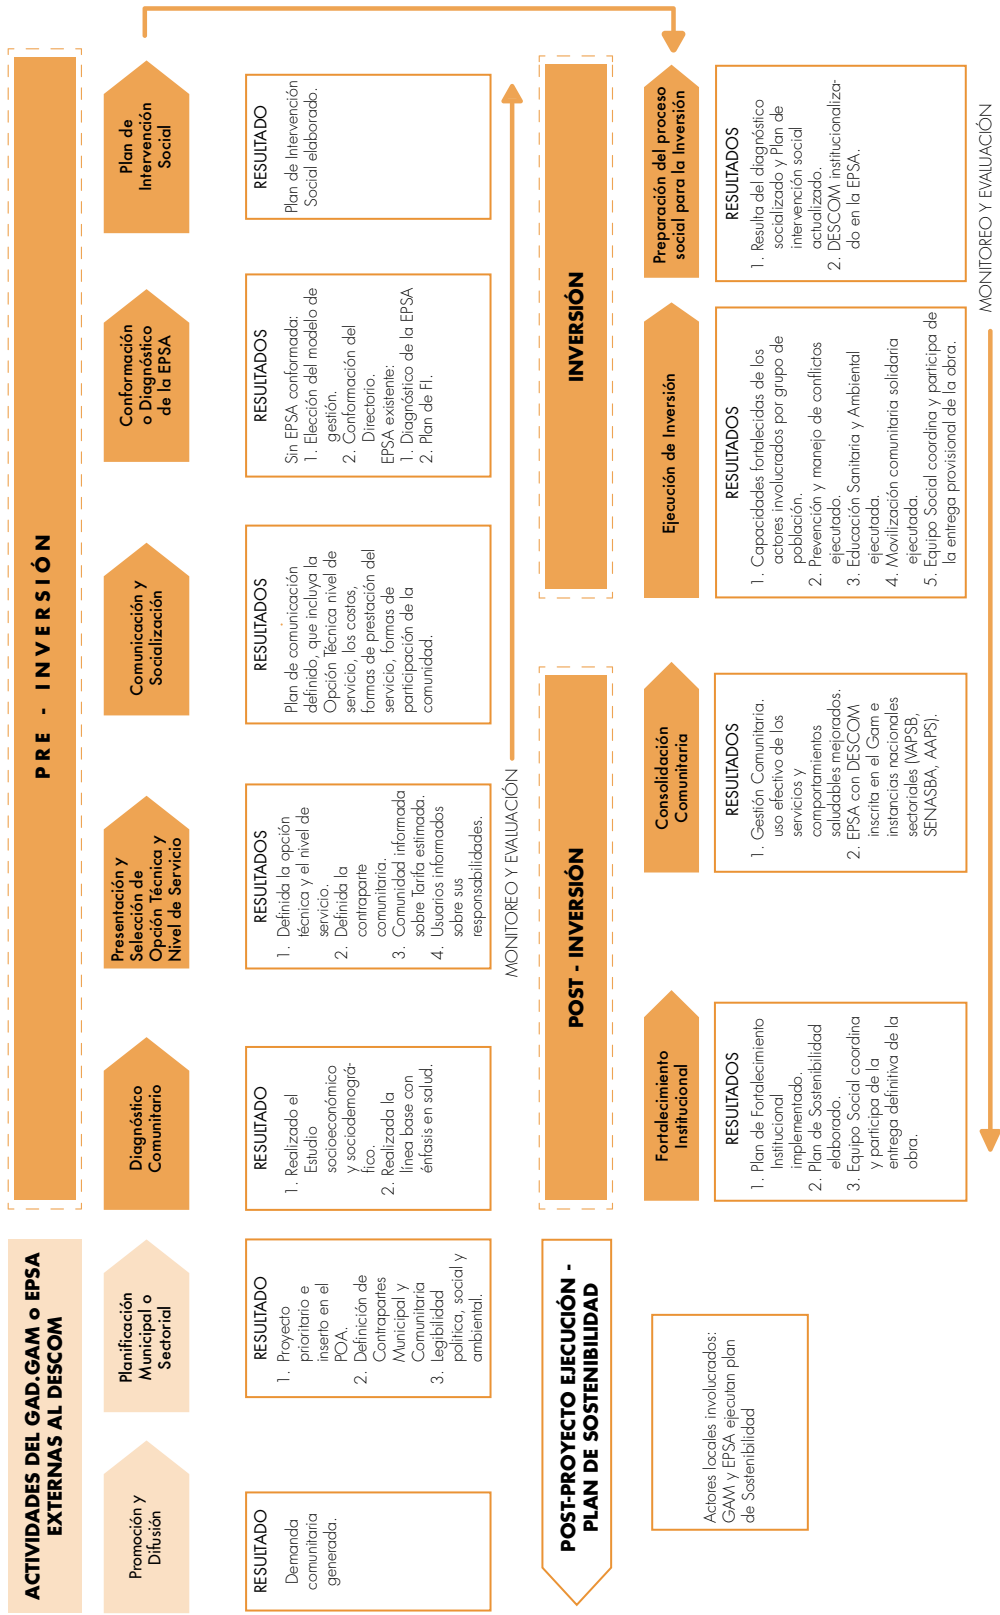 ACTIVIDADES DEL GAD.GAM o EPSA
EXTERNAS AL DESCOM
PRE - INVERSIÓN
Promoción y
Difusión
Planificación
Municipal o
Sectorial
Diagnóstico
Comunitario
Presentación y
Selección de
Opción Técnica y
Nivel de Servicio
Comunicación y
Socialización
Conformación
o Diagnóstico
de la EPSA
Plan de
Intervención
Social
RESULTADO
Demanda
comunitaria
generada.
RESULTADO
1. Proyecto
prioritario e
inserto en el
POA.
2. Definición de
Contrapartes
Municipal y
Comunitaria
3. Legibilidad
política, social y
ambiental.
RESULTADO
1. Realizado el
Estudio
socioeconómico
y sociodemográ-
fico.
2. Realizada la
línea base con
énfasis en salud.
RESULTADOS
1. Definida la opción
técnica y el nivel de
servicio.
2. Definida la
contraparte
comunitaria.
3. Comunidad informada
sobre Tarifa estimada.
4. Usuarios informados
sobre sus
responsabilidades.
RESULTADOS
Plan de comunicación
definido, que incluya la
Opción Técnica nivel de
servicio, los costos,
formas de prestación del
servicio, formas de
participación de la
comunidad.
RESULTADOS
Sin EPSA conformada:
1. Elección del modelo de
gestión.
2. Conformación del
Directorio.
EPSA existente:
1. Diagnóstico de la EPSA
2. Plan de FI.
RESULTADO
Plan de Intervención
Social elaborado.
MONITOREO Y EVALUACIÓN
POST-PROYECTO EJECUCIÓN -
PLAN DE SOSTENIBILIDAD
POST - INVERSIÓN
INVERSIÓN
Fortalecimiento
Institucional
Consolidación
Comunitaria
Ejecución de Inversión
Preparación del proceso
social para la Inversión
Actores locales involucrados:
GAM y EPSA ejecutan plan
de Sostenibilidad
RESULTADOS
1. Plan de Fortalecimiento
Institucional
implementado.
2. Plan de Sostenibilidad
elaborado.
3. Equipo Social coordina
y participa de la
entrega definitiva de la
obra.
RESULTADOS
1. Gestión Comunitaria.
uso efectivo de los
servicios y
comportamientos
saludables mejorados.
2. EPSA con DESCOM
inscrita en el Gam e
instancias nacionales
sectoriales (VAPSB,
SENASBA, AAPS).
RESULTADOS
1. Capacidades fortalecidas de los
actores involucrados por grupo de
población.
2. Prevención y manejo de conflictos
ejecutado.
3. Educación Sanitaria y Ambiental
ejecutada.
4. Movilización comunitaria solidaria
ejecutada.
5. Equipo Social coordina y participa de
la entrega provisional de la obra.
RESULTADOS
1. Resulta del diagnóstico
socializado y Plan de
intervención social
actualizado.
2. DESCOM institucionaliza-
do en la EPSA.
MONITOREO Y EVALUACIÓN